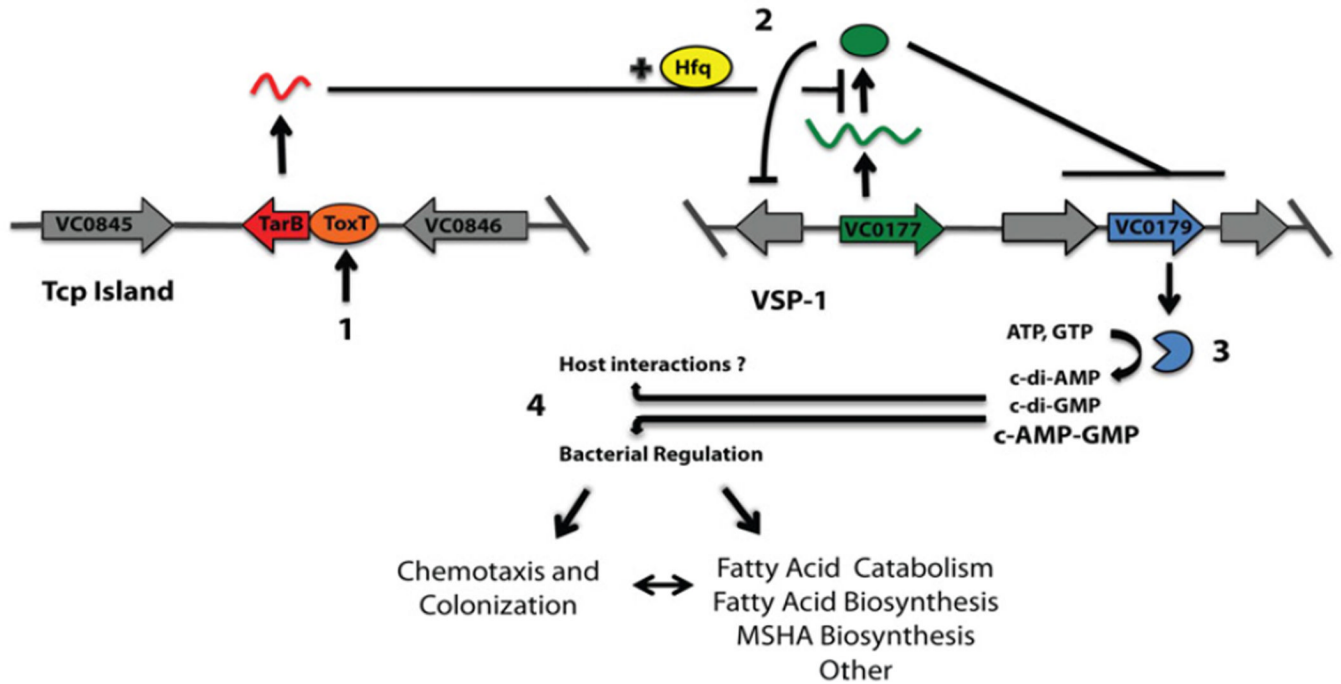 2
+ Hfq
VC0845
TarB
ToxT
VC0846
VC0177
VC0179
Tcp Island
1
VSP-1
ATP, GTP
3
c-di-AMP
c-di-GMP
c-AMP-GMP
Host interactions ?
4
Bacterial Regulation
Chemotaxis and
Colonization
Fatty Acid Catabolism
Fatty Acid Biosynthesis
MSHA Biosynthesis
Other